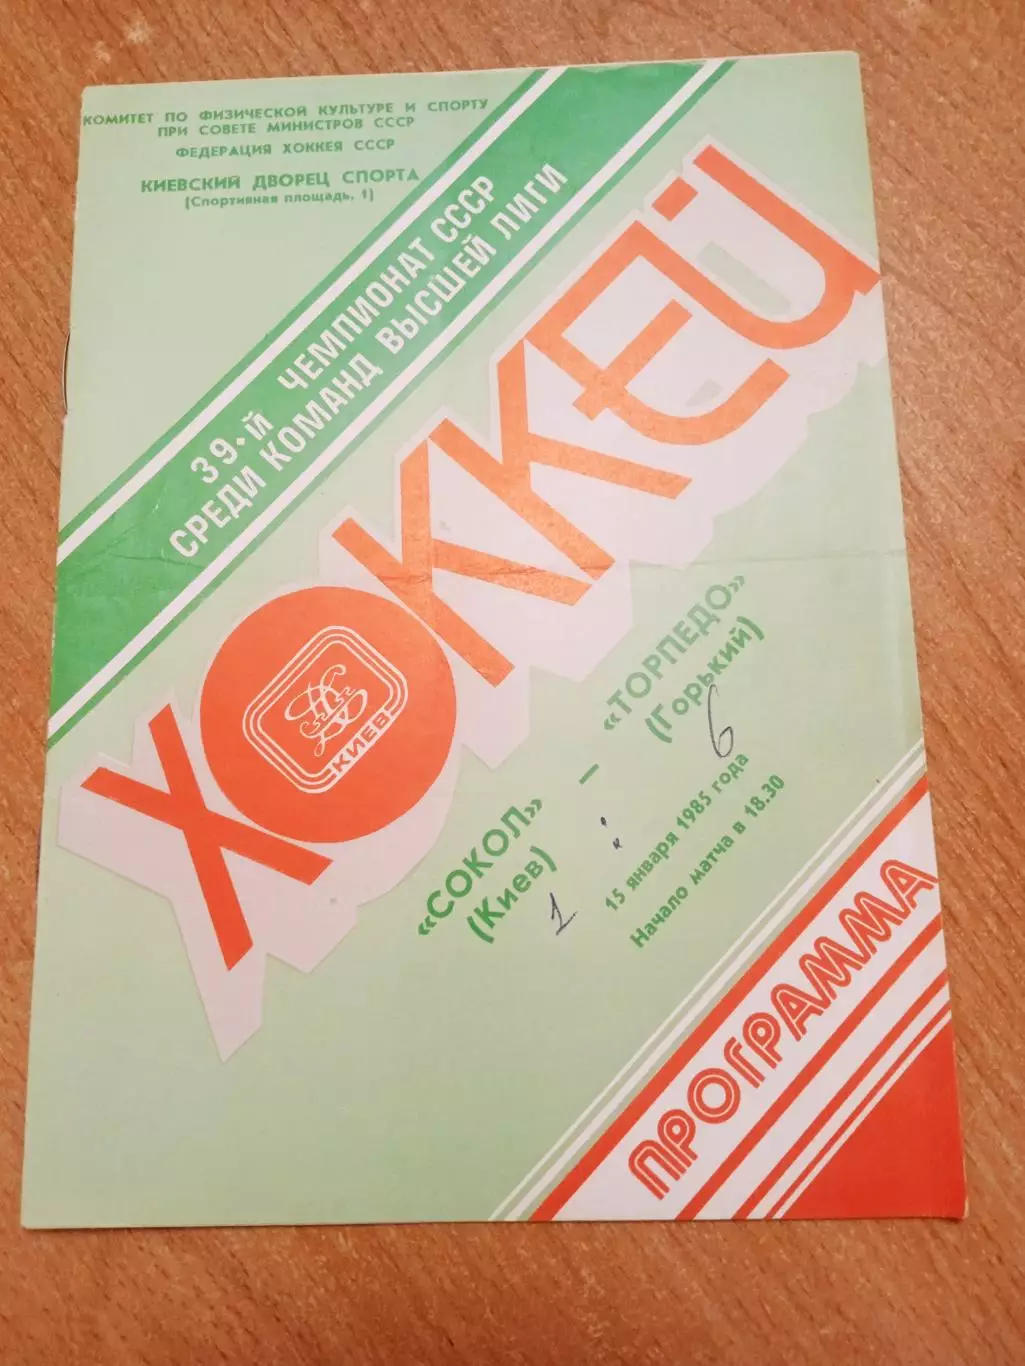 КОМИТЕТ ПО ФИЗИЧЕСКОЙ КУЛЬТУРЕ И СПОРТУ
ПРИ СОВЕТЕ МИНИСТРОВ СССР
ФЕДЕРАЦИЯ ХОККЕЯ СССР
КИЕВСКИЙ ДВОРЕЦ СПОРТА
(Спортивная площадь, 1)
39-й ЧЕМПИОНАТ СССР
СРЕДИ КОМАНД ВЫСШЕЙ ЛИГИ
ХОККЕЙ
КИЕВ
«СОКОЛ» — «ТОРПЕДО»
(Киев) (Горький)
1 : 6
15 января 1985 года
Начало матча в 18.30
ПРОГРАММА